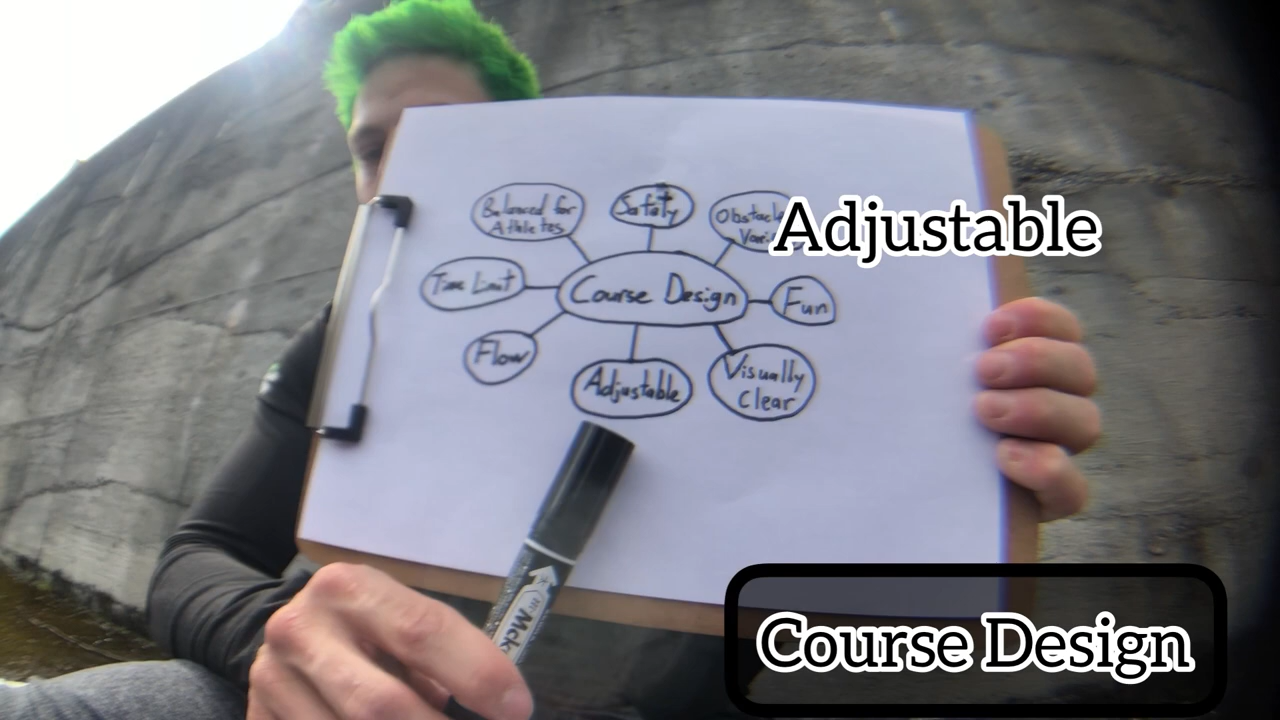 Balanced for
Athletes
Safety
Obstacle
Time Limit
Course Design
Fun
Flow
Adjustable
Visually
Clear
Adjustable
Course Design